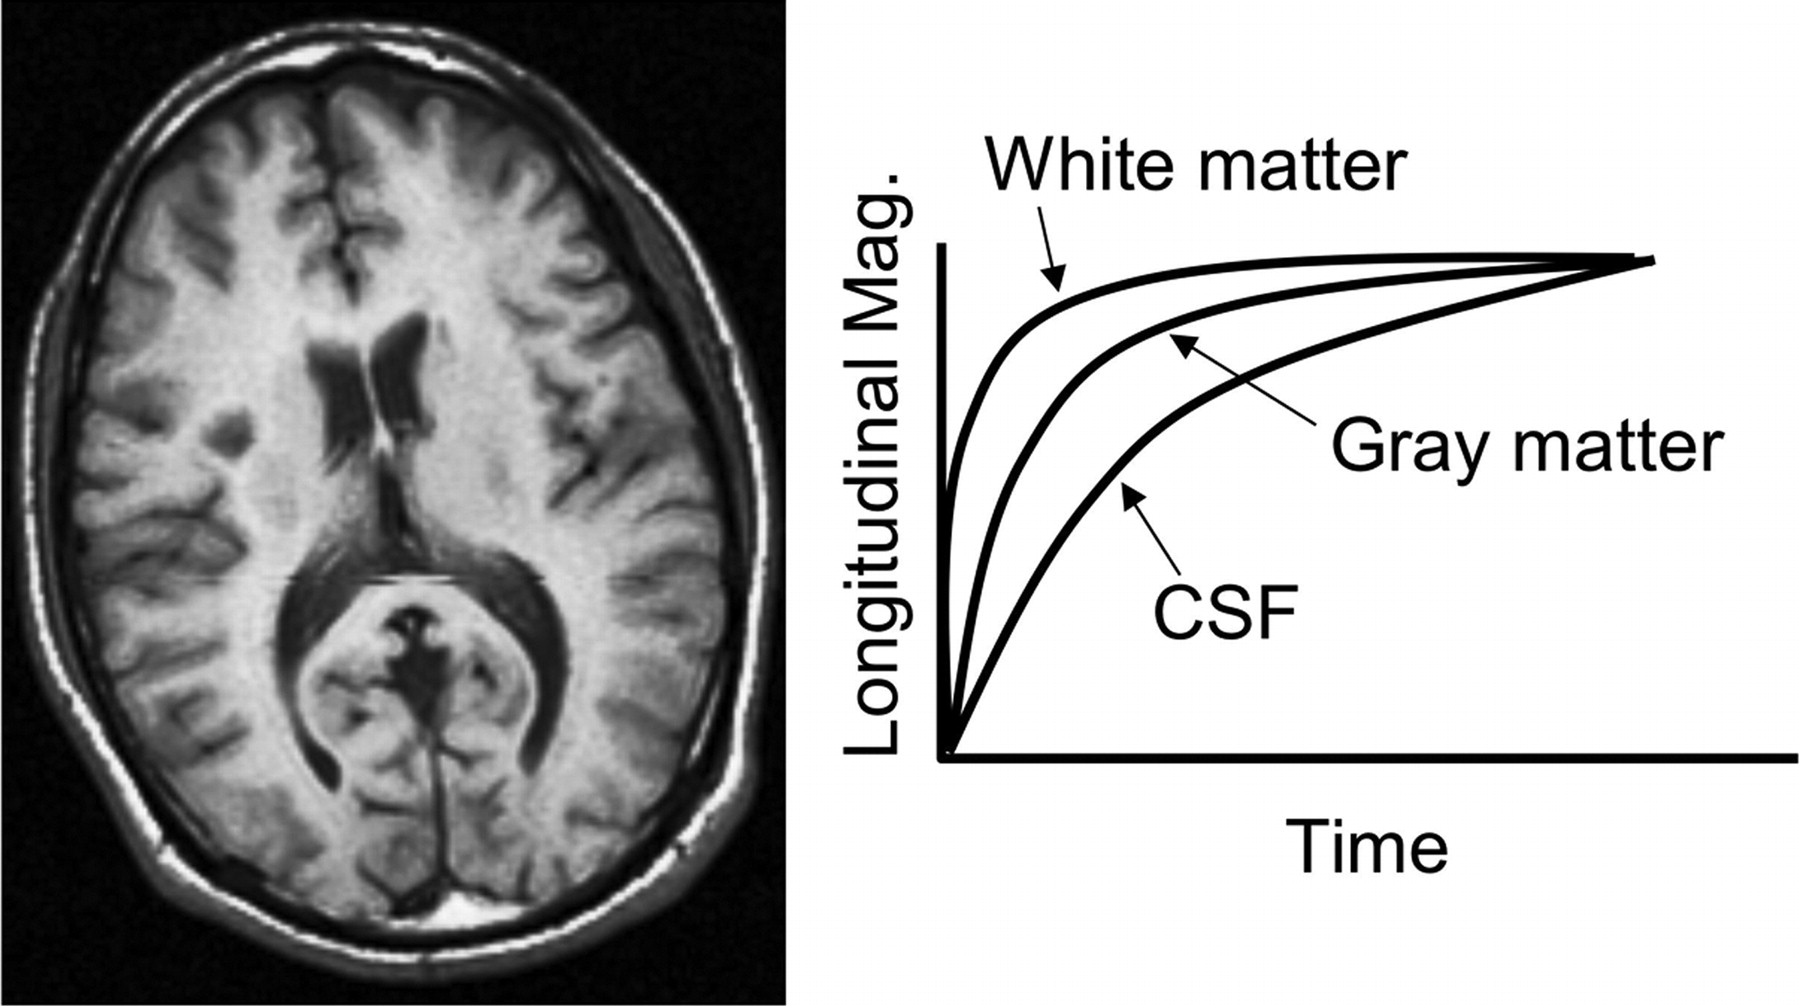 White matter
Longitudinal Mag.
Gray matter
CSF
Time